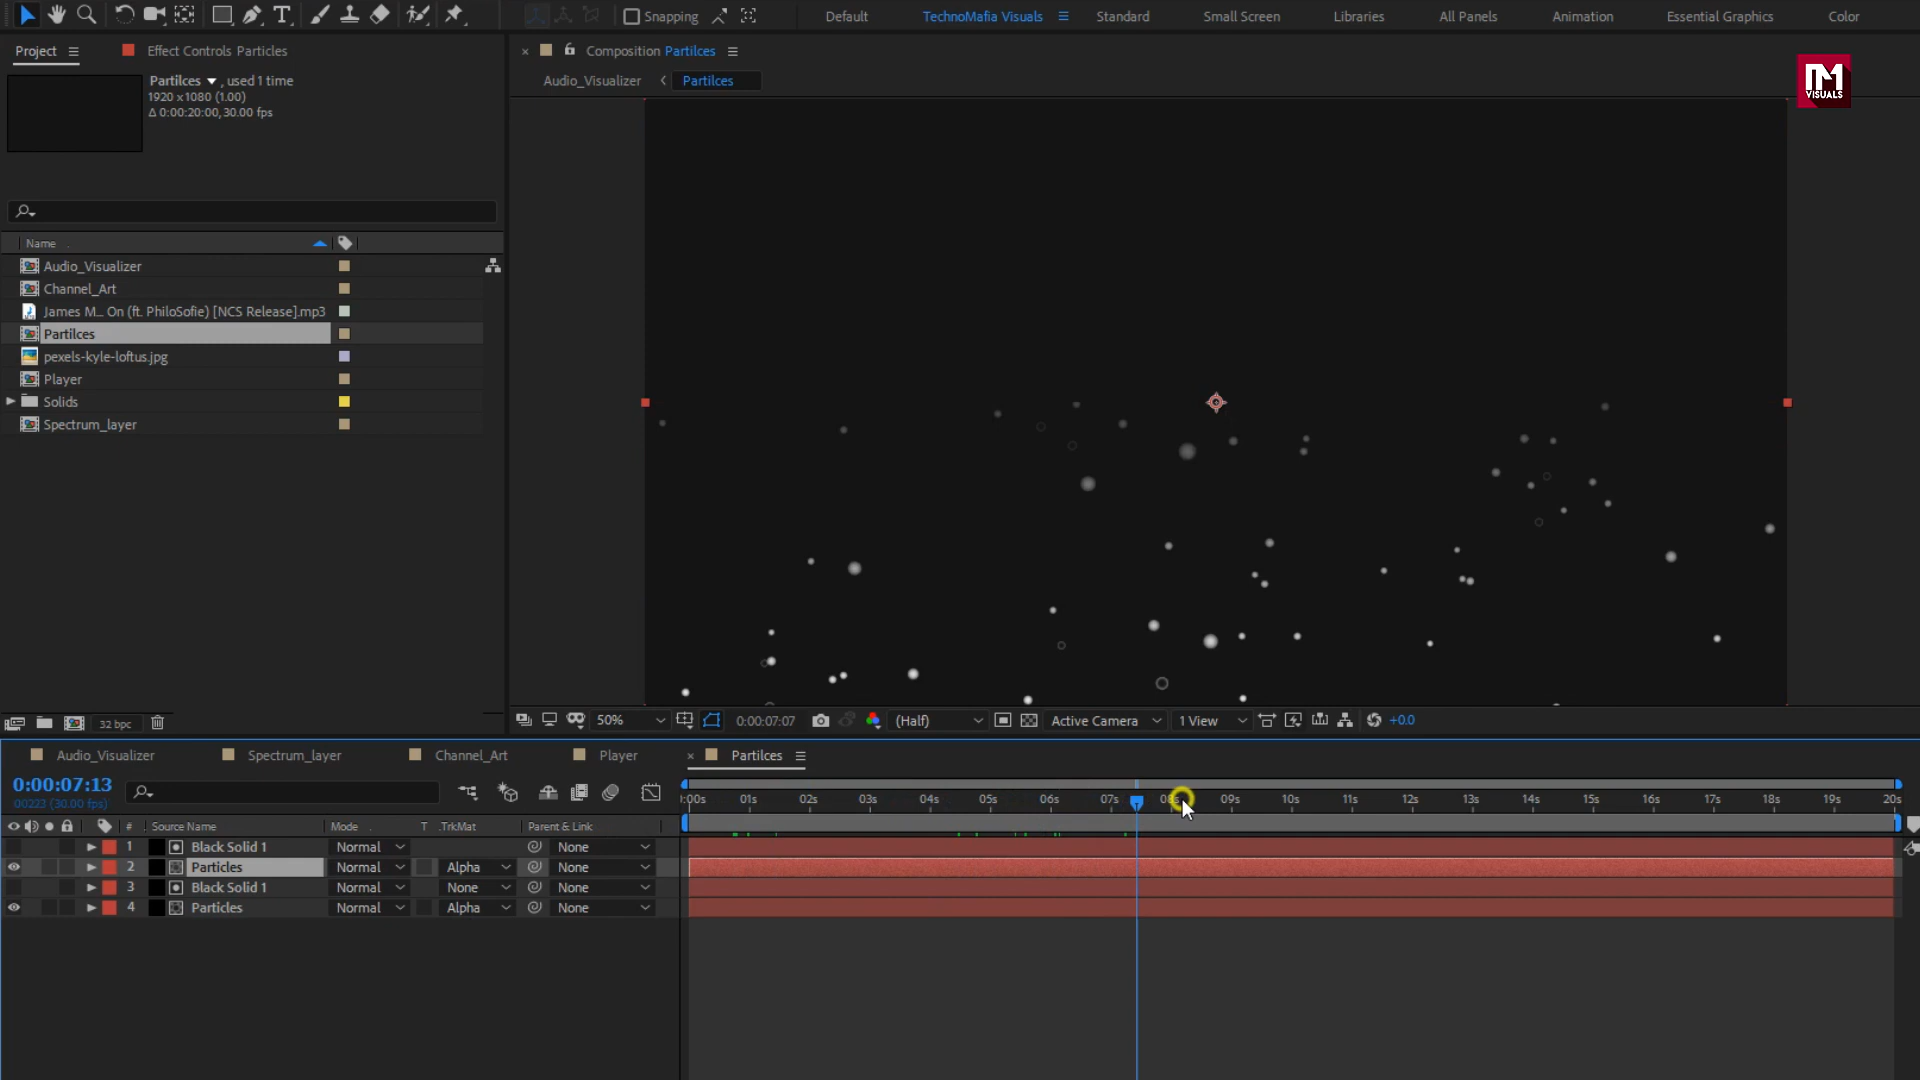 Snapping
Default
TechnoMafia Visuals
Standard
Small Screen
Libraries
All Panels
Animation
Essential Graphics
Color
Project
Effect Controls Particles
Composition Partilces
Partilces , used 1 time
1920 x1080 (1.00)
Δ 0:00:20:00, 30.00 fps
Audio_Visualizer
Partilces
VISUALS
Name
Audio_Visualizer
Channel_Art
James M... On (ft. PhiloSofie) [NCS Release].mp3
Partilces
pexels-kyle-loftus.jpg
Player
Solids
Spectrum_layer
32 bpc
50%
0:00:07:07
(Half)
Active Camera
1 View
+0.0
Audio_Visualizer
Spectrum_layer
Channel_Art
Player
Partilces
0:00:07:13
00223 (30.00 fps)
:00s 01s 02s 03s 04s 05s 06s 07s 08s 09s 10s 11s 12s 13s 14s 15s 16s 17s 18s 19s 20s
# Source Name Mode T TrkMat Parent & Link
1 Black Solid 1 Normal None
2 Particles Normal Alpha None
3 Black Solid 1 Normal None None
4 Particles Normal Alpha None